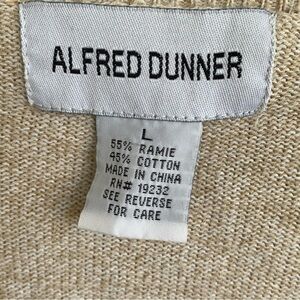 ALFRED DUNNER
L
55% RAMIE
45% COTTON
MADE IN CHINA
RN# 19232
SEE REVERSE
FOR CARE